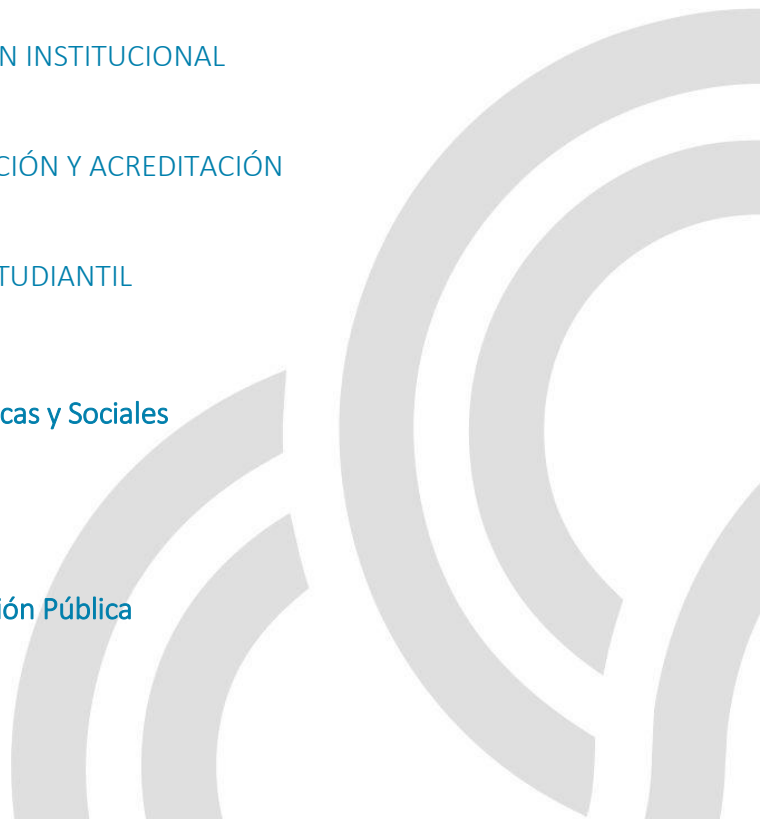 N INSTITUCIONAL
CIÓN Y ACREDITACIÓN
TUDIANTIL
cas y Sociales
ión Pública